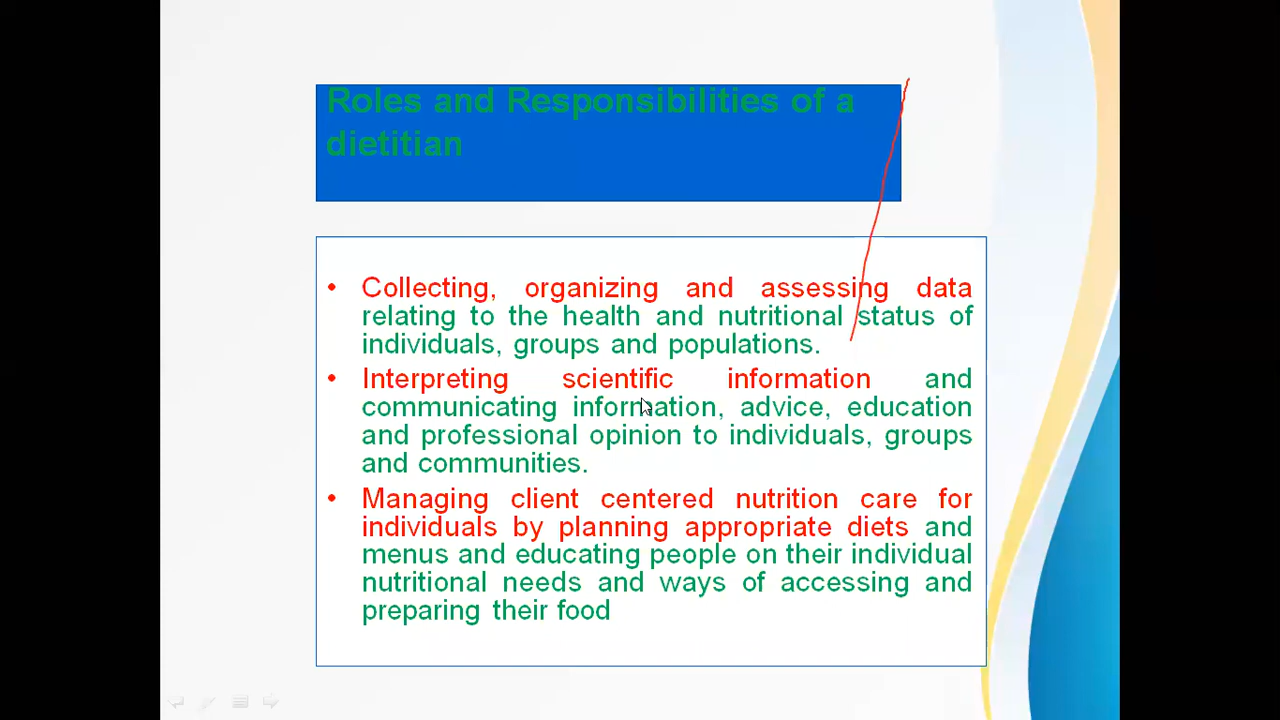 Roles and Responsibilities of a
dietitian
• Collecting, organizing and assessing data
relating to the health and nutritional status of
individuals, groups and populations.
• Interpreting scientific information and
communicating information, advice, education
and professional opinion to individuals, groups
and communities.
• Managing client centered nutrition care for
individuals by planning appropriate diets and
menus and educating people on their individual
nutritional needs and ways of accessing and
preparing their food